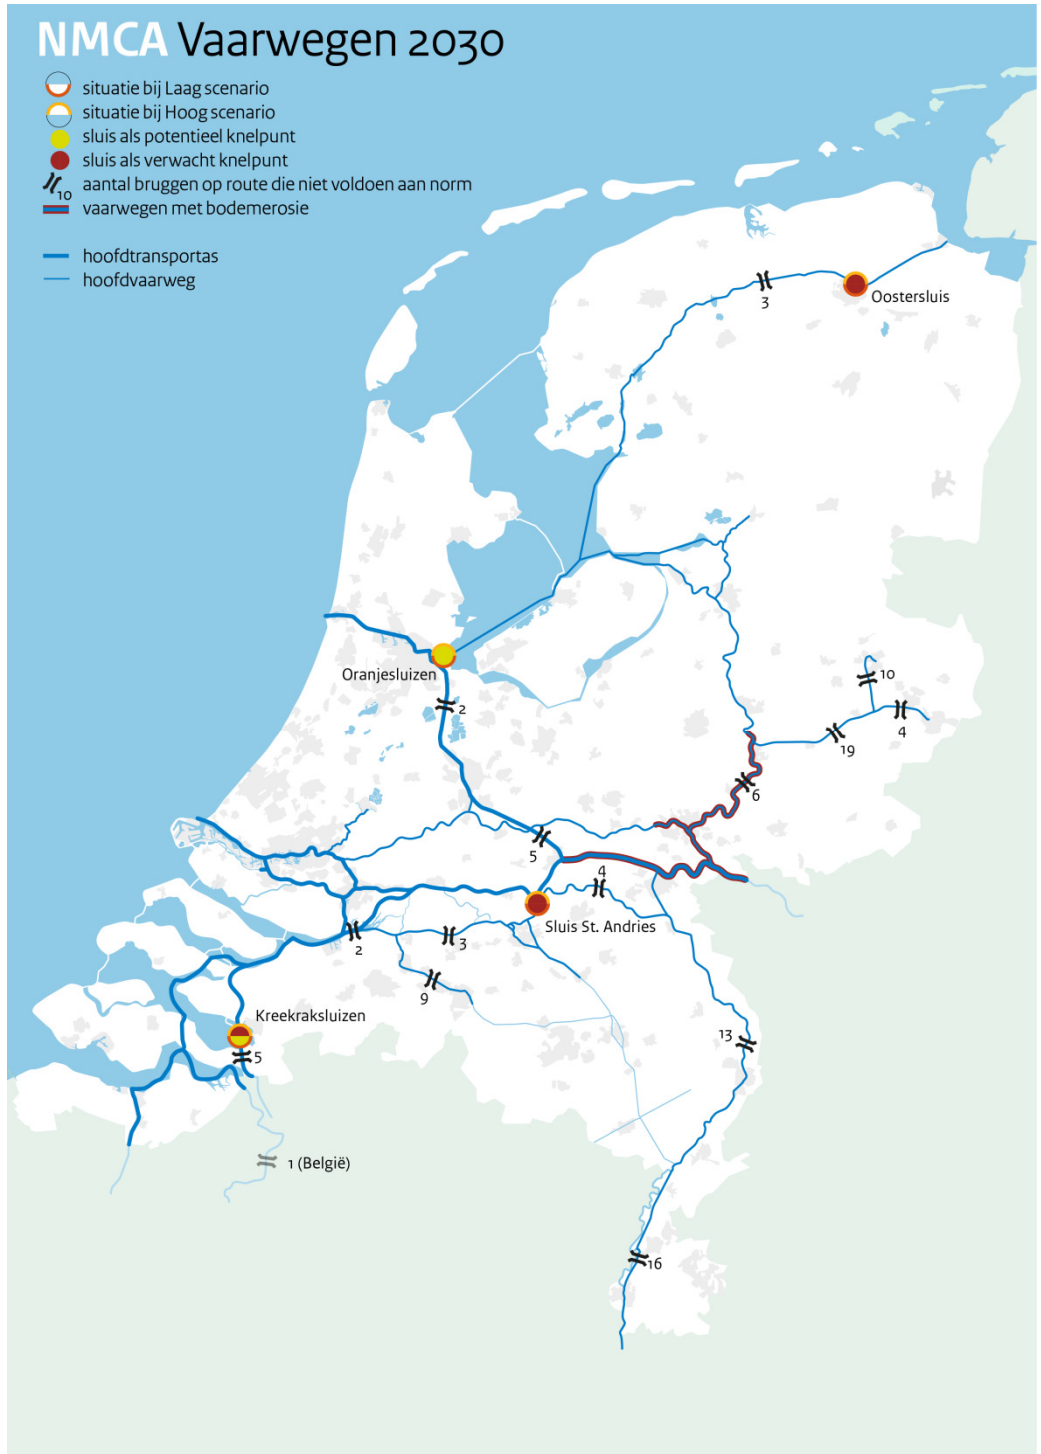 NMCA Vaarwegen 2030
situatie bij Laag scenario
situatie bij Hoog scenario
sluis als potentieel knelpunt
sluis als verwacht knelpunt
10 aantal bruggen op route die niet voldoen aan norm
vaarwegen met bodemerosie
hoofdtransportas
hoofdvaarweg
3
Oostersluis
Oranjesluizen
2
10
4
19
6
5
4
Sluis St. Andries
2
3
9
Kreekraksluizen
5
13
1 (België)
16